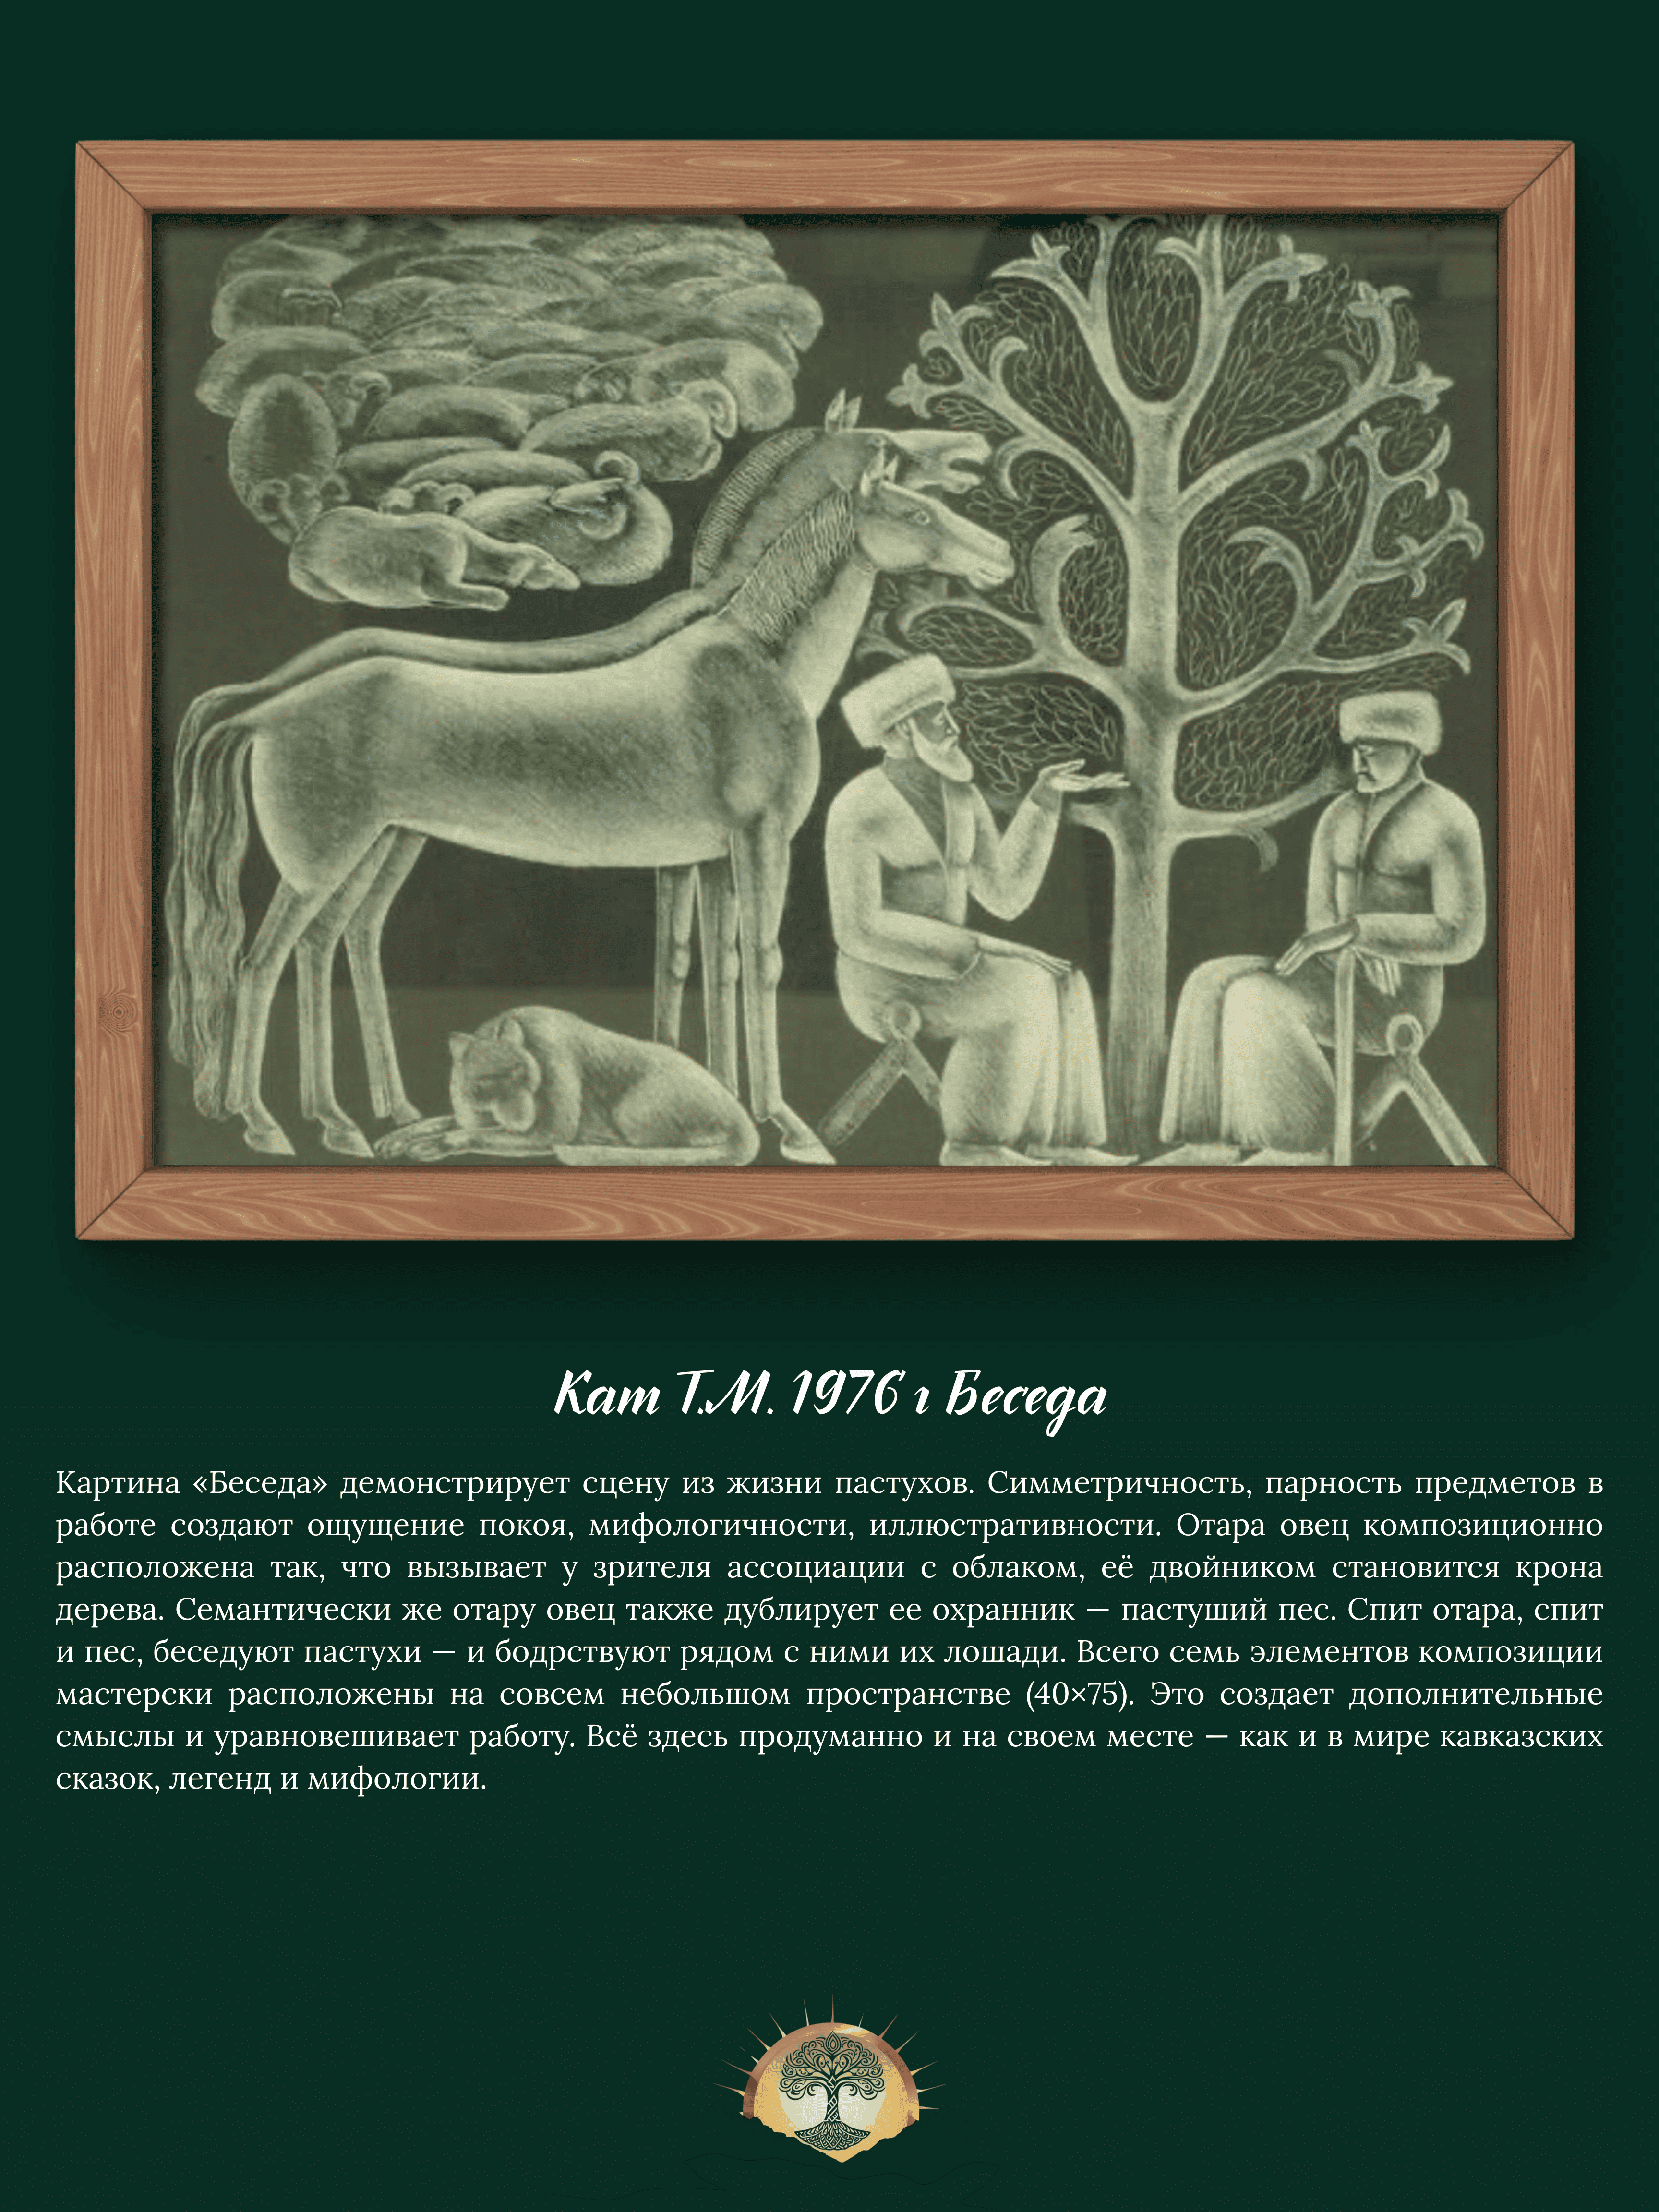 Кат Т.М. 1976 г Беседа
Картина «Беседа» демонстрирует сцену из жизни пастухов. Симметричность, парность предметов в
работе создают ощущение покоя, мифологичности, иллюстративности. Отара овец композиционно
расположена так, что вызывает у зрителя ассоциации с облаком, её двойником становится крона
дерева. Семантически же отару овец также дублирует ее охранник — пастуший пес. Спит отара, спит
и пес, беседуют пастухи — и бодрствуют рядом с ними их лошади. Всего семь элементов композиции
мастерски расположены на совсем небольшом пространстве (40×75). Это создает дополнительные
смыслы и уравновешивает работу. Всё здесь продуманно и на своем месте — как и в мире кавказских
сказок, легенд и мифологии.